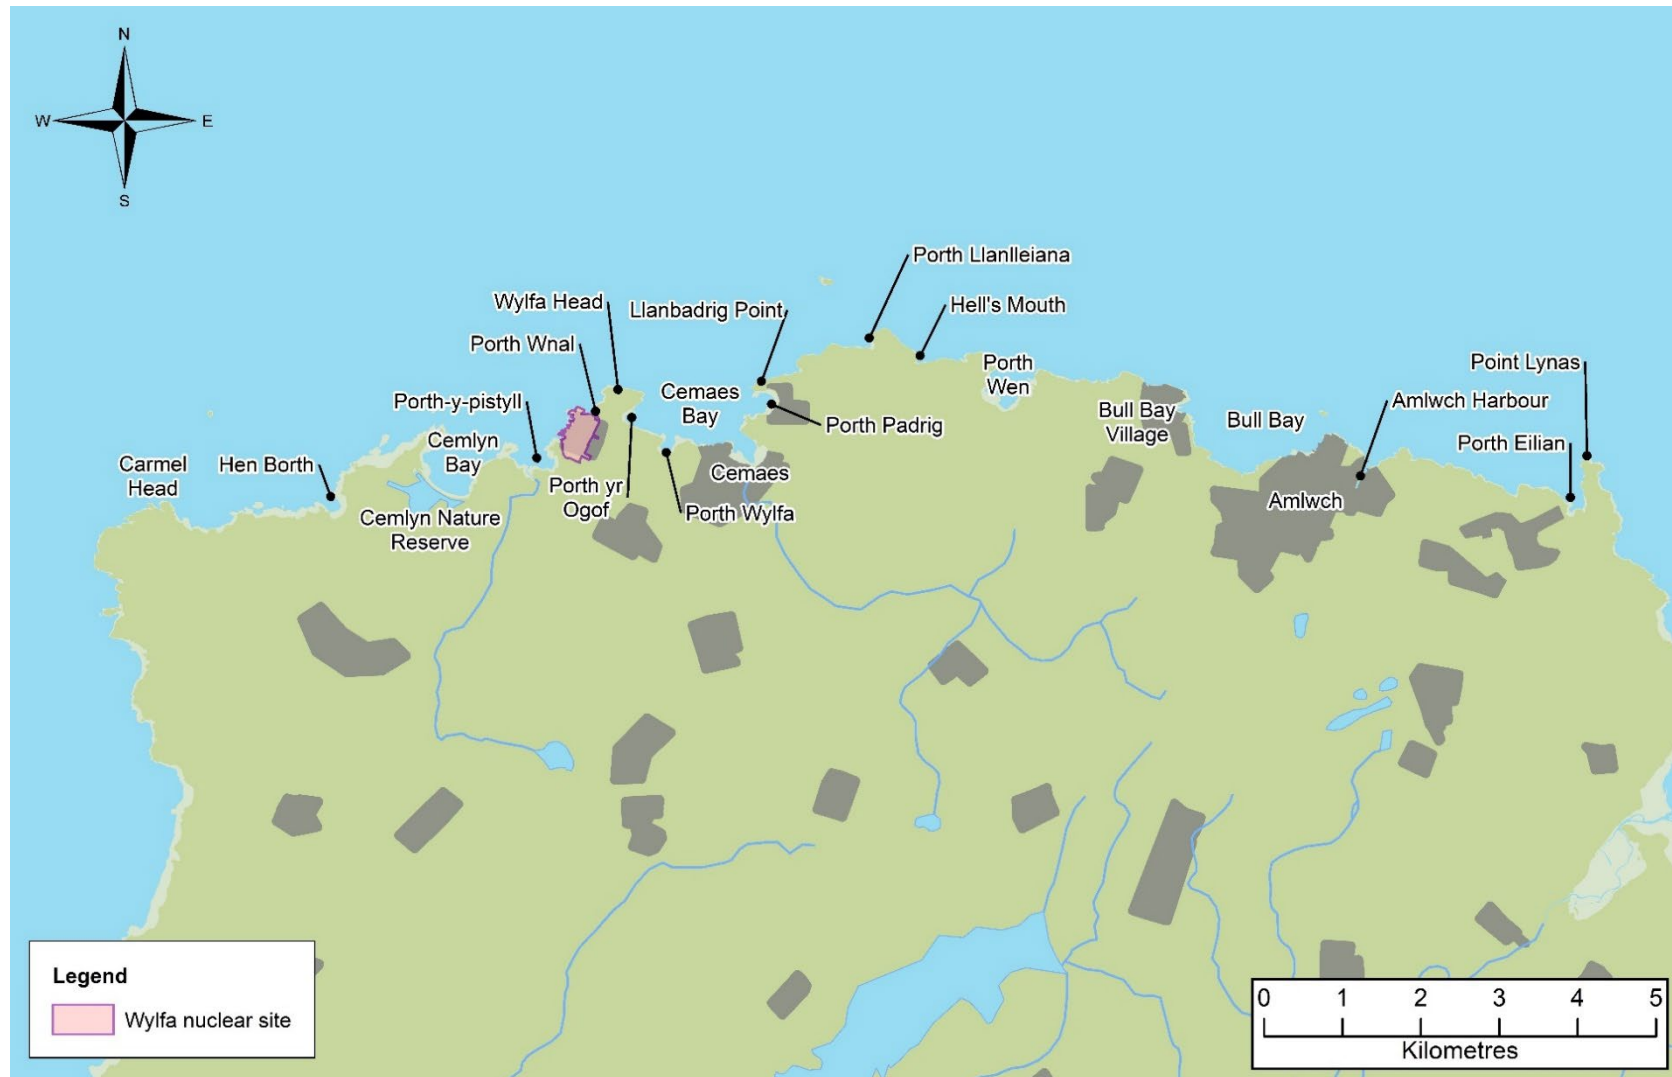 N
W
E
S
Porth Llanlleiana
Wylfa Head
Llanbadrig Point
Hell's Mouth
Porth Wnal
Porth
Wen
Point Lynas
Cemaes
Bay
Porth-y-pistyll
Amlwch Harbour
Bull Bay
Village
Bull Bay
Porth Padrig
Porth Eilian
Cemlyn
Bay
Carmel
Head
Hen Borth
Cemaes
Porth yr
Ogof
Amlwch
Porth Wylfa
Cemlyn Nature
Reserve
Legend
Wylfa nuclear site
0 1 2 3 4 5
Kilometres